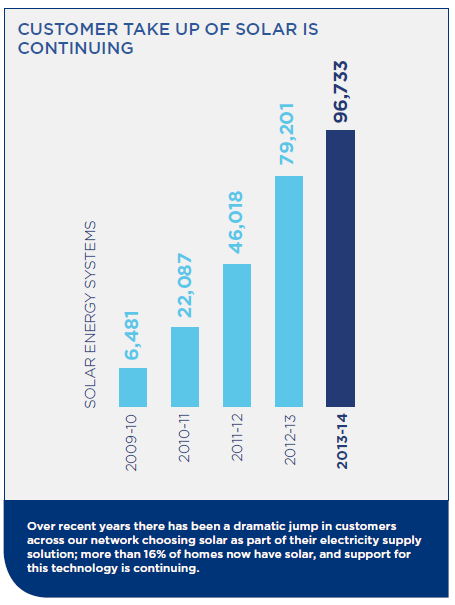 CUSTOMER TAKE UP OF SOLAR IS
CONTINUING
SOLAR ENERGY SYSTEMS
6,481
22,087
46,018
79,201
96,733
2009-10
2010-11
2011-12
2012-13
2013-14
Over recent years there has been a dramatic jump in customers
across our network choosing solar as part of their electricity supply
solution; more than 16% of homes now have solar, and support for
this technology is continuing.